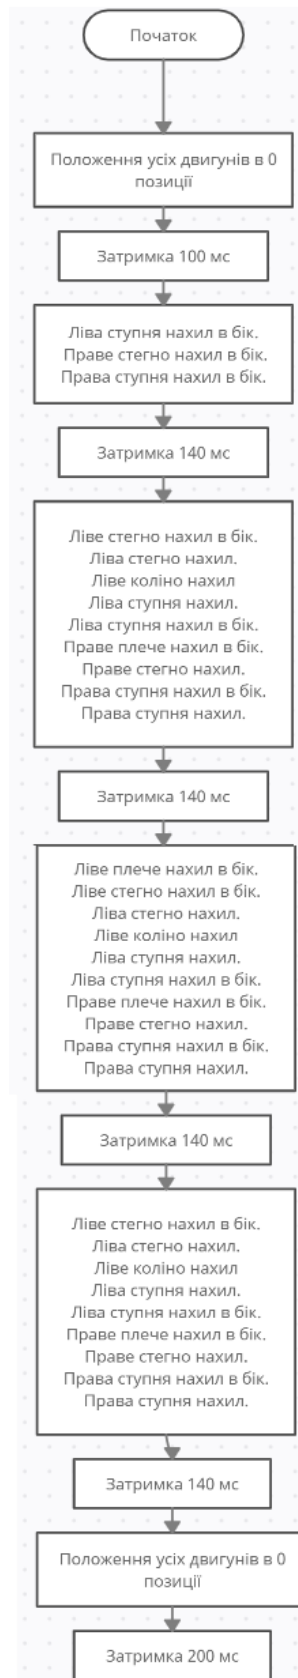 Початок
Положення усіх двигунів в 0
позиції
Затримка 100 мс
Ліва ступня нахил в бік.
Праве стегно нахил в бік.
Права ступня нахил в бік.
Затримка 140 мс
Ліве стегно нахил в бік.
Ліва стегно нахил.
Ліве коліно нахил
Ліва ступня нахил.
Ліва ступня нахил в бік.
Праве плече нахил в бік.
Праве стегно нахил.
Права ступня нахил в бік.
Права ступня нахил.
Затримка 140 мс
Ліве плече нахил в бік.
Ліве стегно нахил в бік.
Ліва стегно нахил.
Ліве коліно нахил
Ліва ступня нахил.
Ліва ступня нахил в бік.
Праве плече нахил в бік.
Праве стегно нахил.
Права ступня нахил в бік.
Права ступня нахил.
Затримка 140 мс
Ліве стегно нахил в бік.
Ліва стегно нахил.
Ліве коліно нахил
Ліва ступня нахил.
Ліва ступня нахил в бік.
Праве плече нахил в бік.
Праве стегно нахил.
Права ступня нахил в бік.
Права ступня нахил.
Затримка 140 мс
Положення усіх двигунів в 0
позиції
Затримка 200 мс